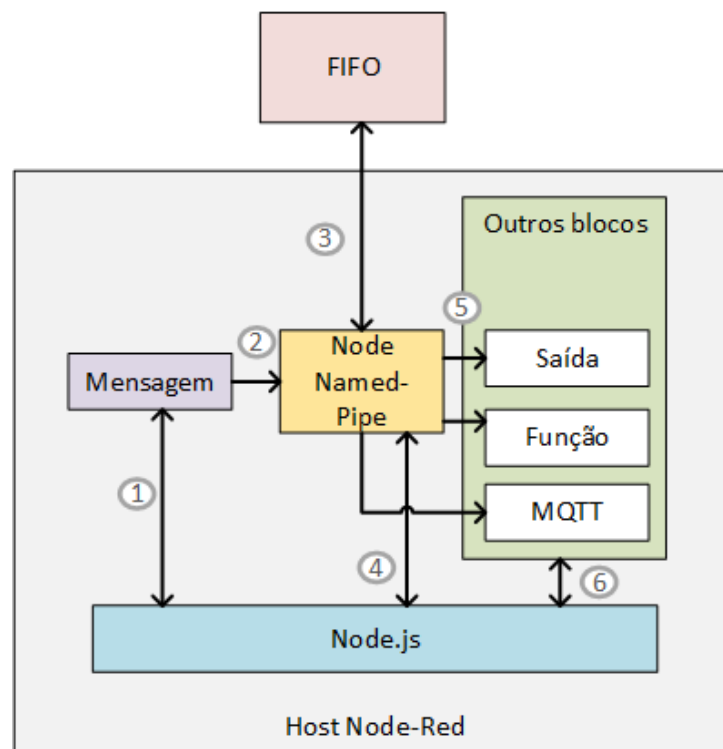 FIFO
3
Outros blocos
5
2
Node
Named-
Pipe
Saída
Mensagem
Função
1
MQTT
4
6
Node.js
Host Node-Red